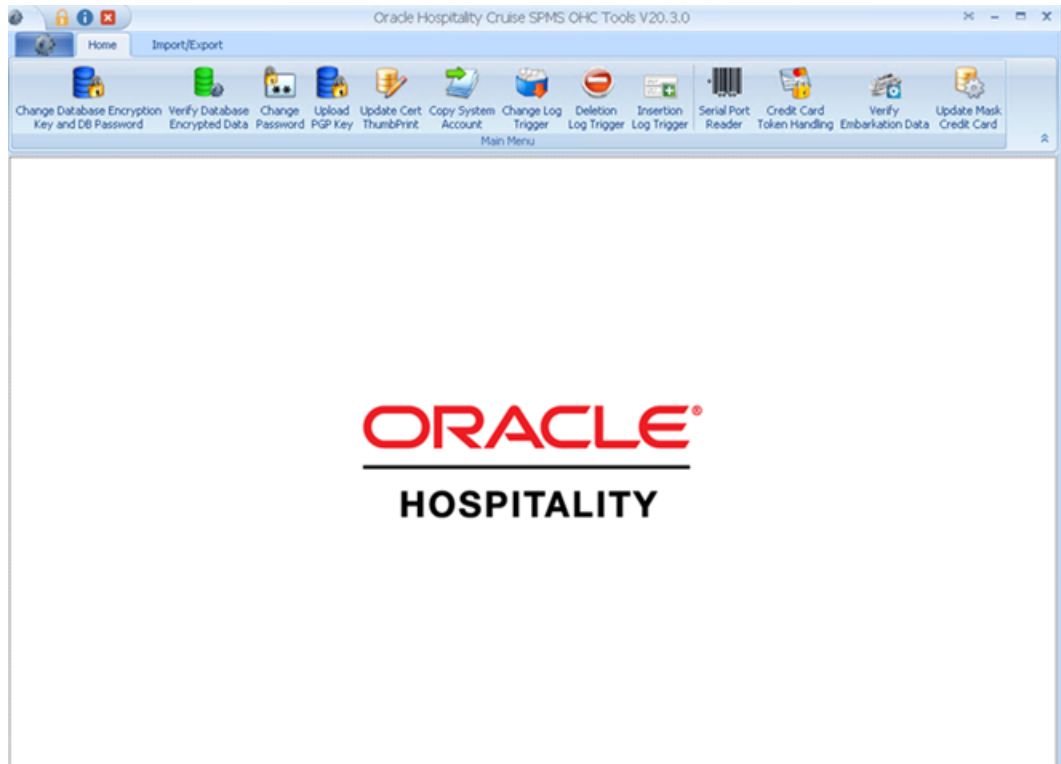 Oracle Hospitality Cruise SPMS OHC Tools V20.3.0
Home Import/Export
Change Database Encryption Verify Database Change Upload Update Cert Copy System Change Log Deletion Insertion Serial Port Credit Card Verify Update Mask
Key and DB Password Encrypted Data Password PGP Key ThumbPrint Account Trigger Log Trigger Log Trigger Reader Token Handling Embarkation Data Credit Card
Main Menu
ORACLE®
HOSPITALITY